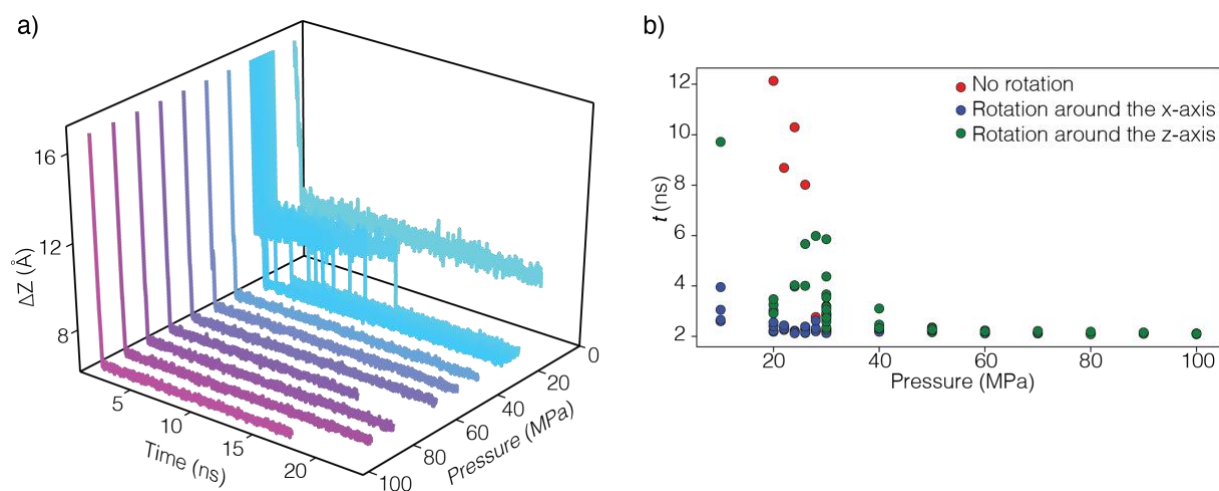 a)
16
12
8
ΔZ (Å)
5
10
15
20
Time (ns)
0
20
40
60
80
100
Pressure (MPa)
b)
12
10
8
6
4
2
t (ns)
No rotation
Rotation around the x-axis
Rotation around the z-axis
20
40
60
80
100
Pressure (MPa)